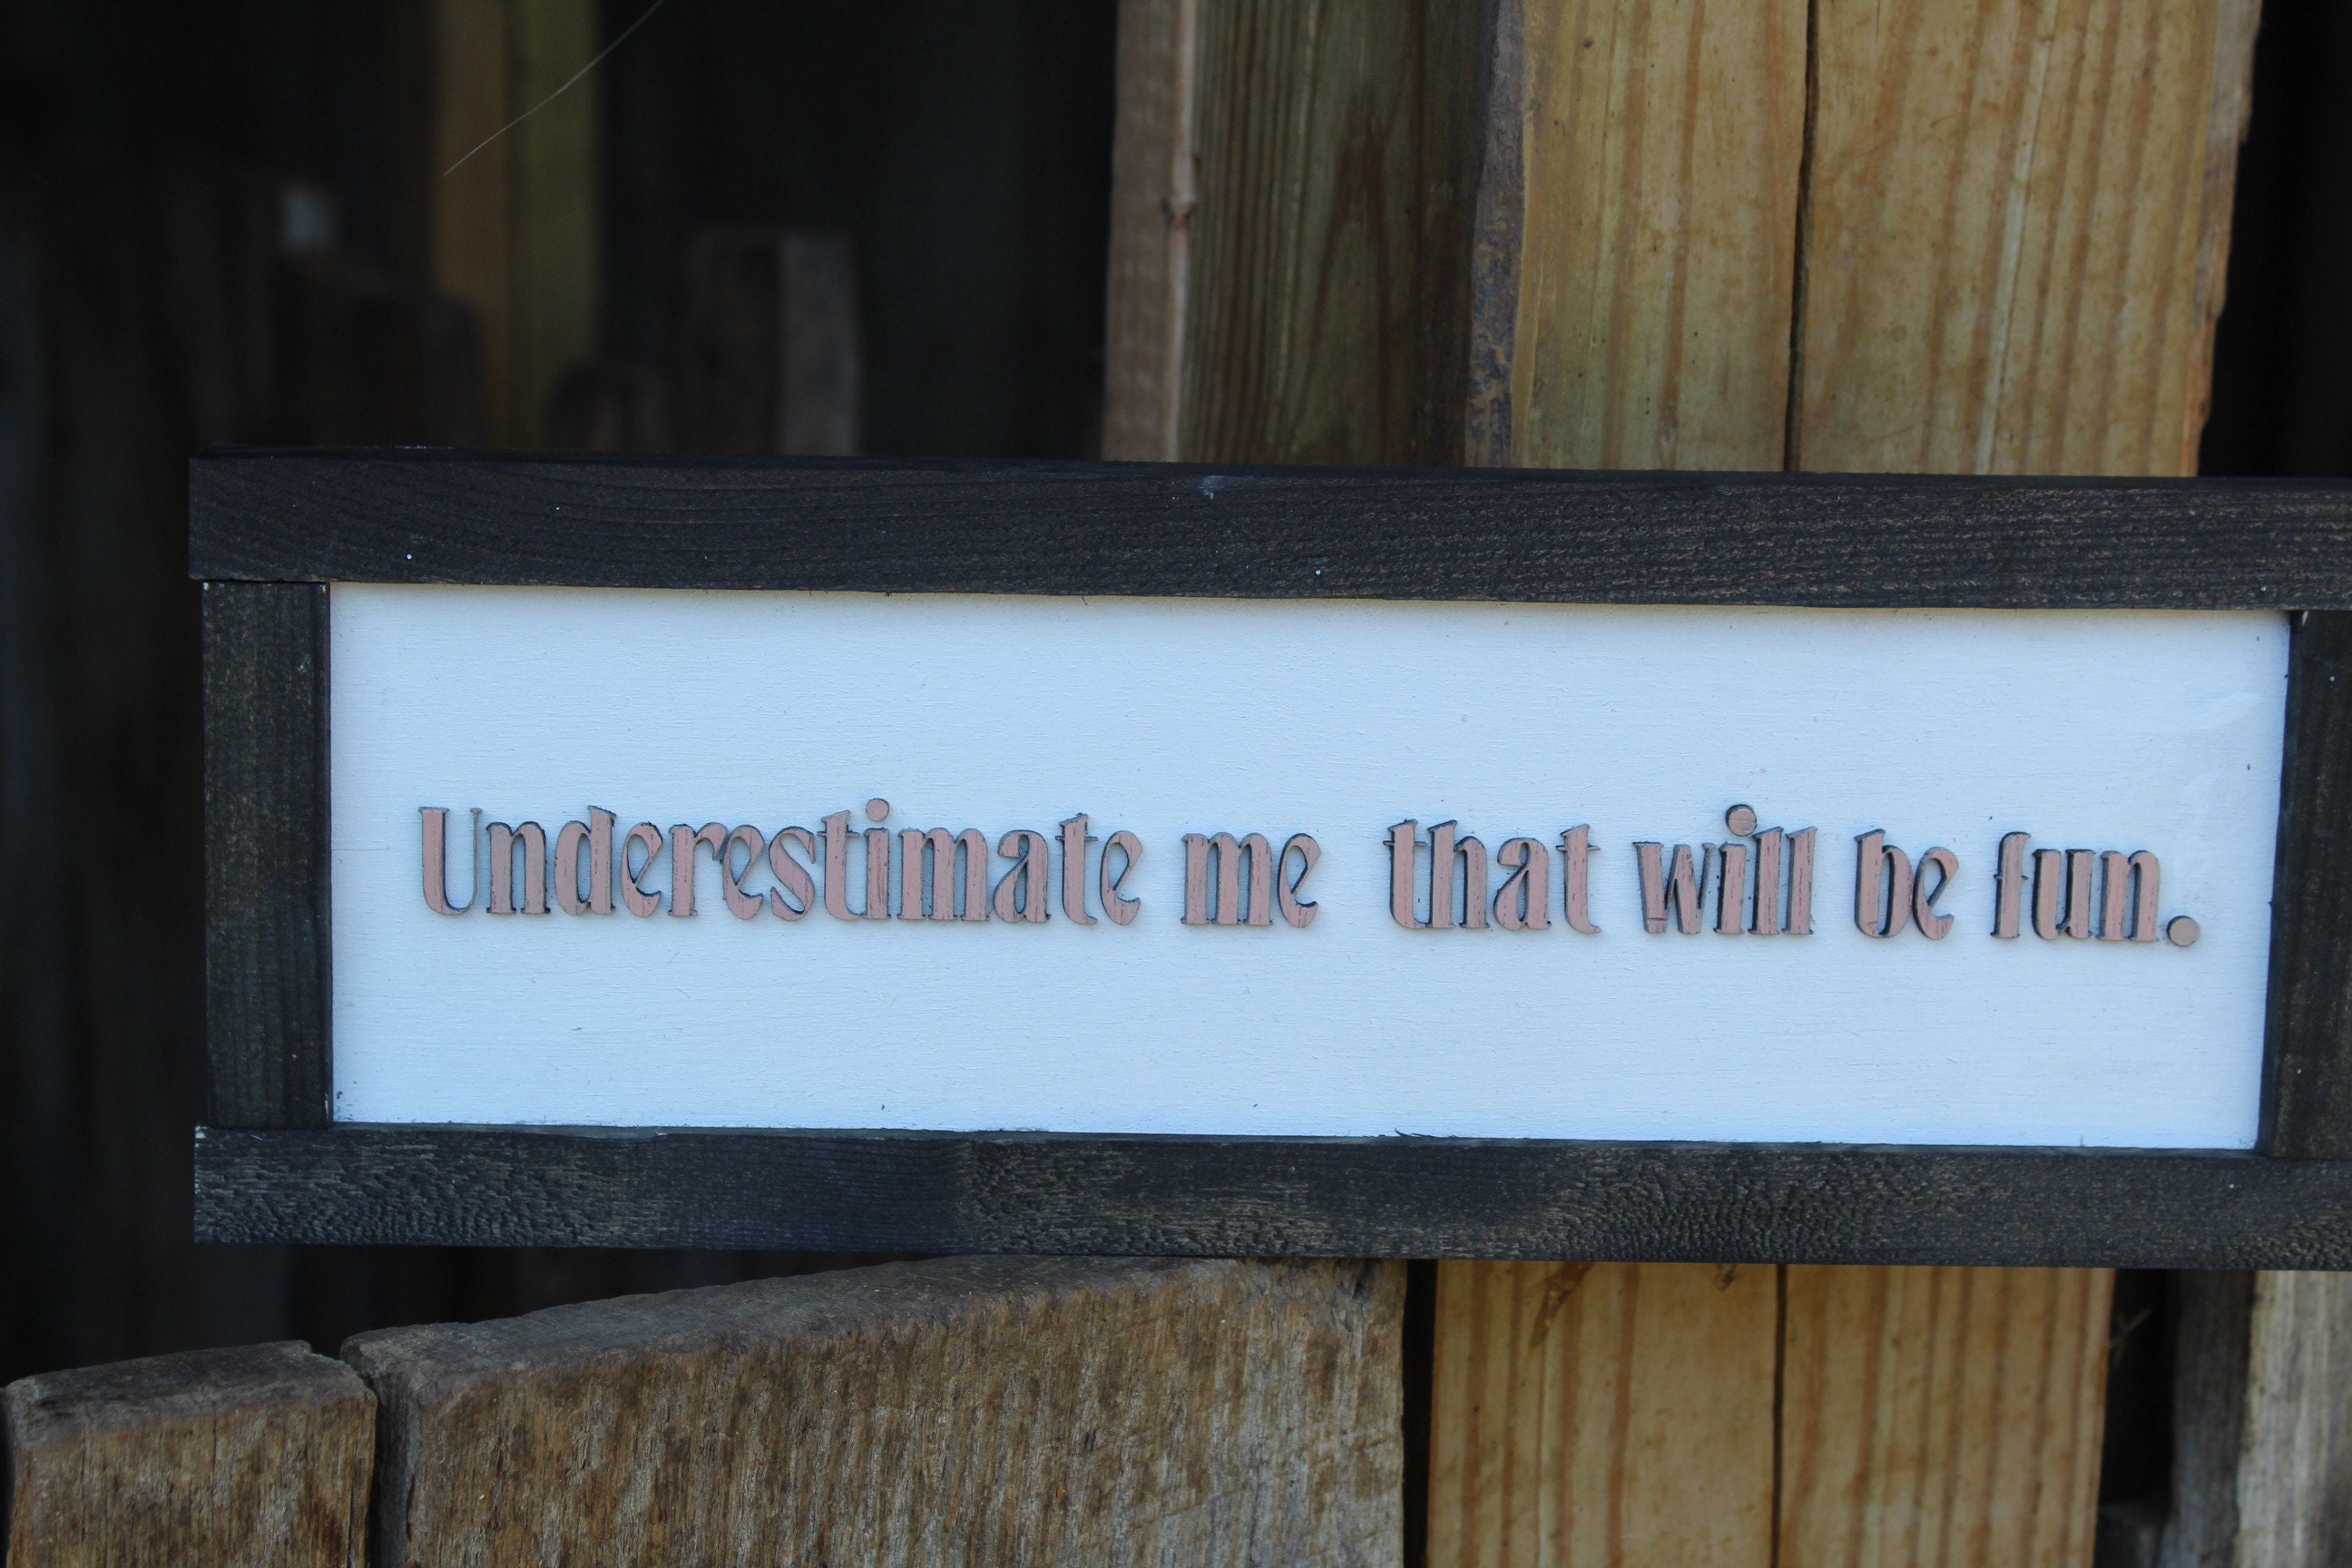 Underestimate me that will be fun.